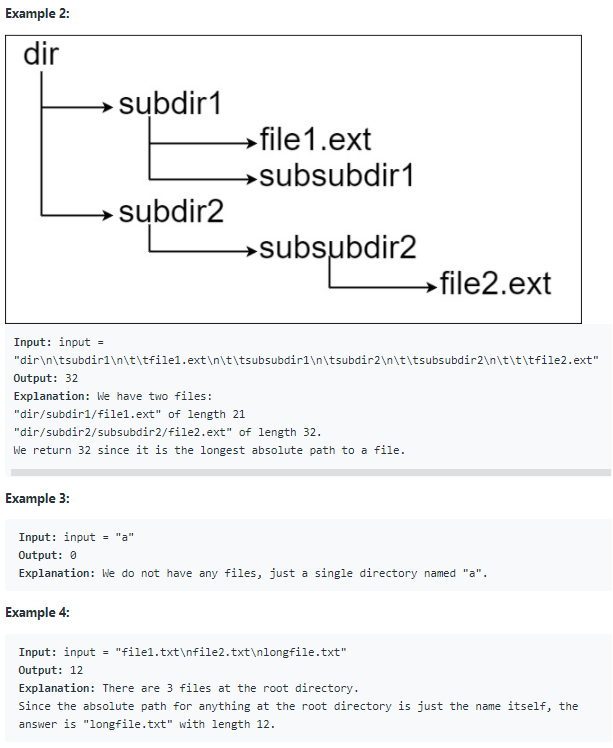 Example 2:
dir
subdir1
file1.ext
subsubdir1
subdir2
subsubdir2
file2.ext
Input: input =
"dir\n\tsubdir1\n\t\tfile1.ext\n\t\tsubsubdir1\n\tsubdir2\n\t\tsubsubdir2\n\t\t\tfile2.ext"
Output: 32
Explanation: We have two files:
"dir/subdir1/file1.ext" of length 21
"dir/subdir2/subsubdir2/file2.ext" of length 32.
We return 32 since it is the longest absolute path to a file.
Example 3:
Input: input = "a"
Output: 0
Explanation: We do not have any files, just a single directory named "a".
Example 4:
Input: input = "file1.txt\nfile2.txt\nlongfile.txt"
Output: 12
Explanation: There are 3 files at the root directory.
Since the absolute path for anything at the root directory is just the name itself, the
answer is "longfile.txt" with length 12.